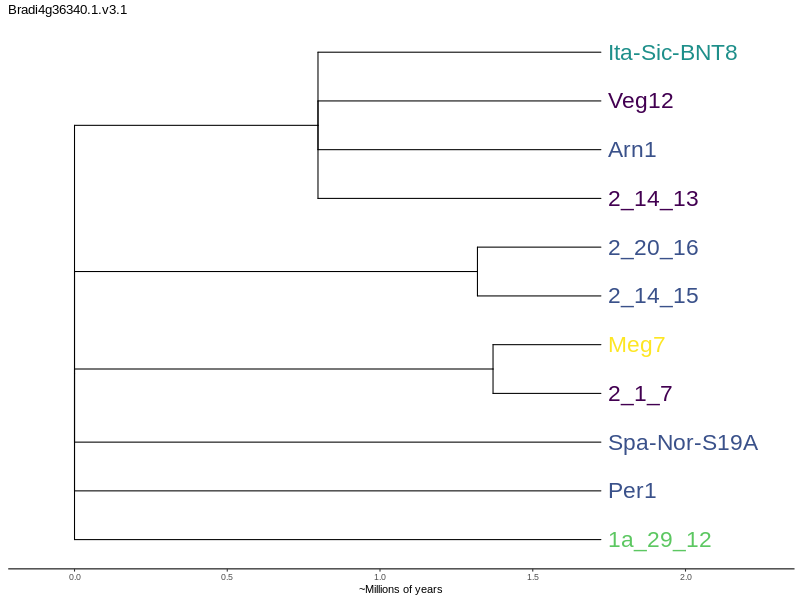 Bradi4g36340.1.v3.1
Ita-Sic-BNT8
Veg12
Arn1
2_14_13
2_20_16
2_14_15
Meg7
2_1_7
Spa-Nor-S19A
Per1
1a_29_12
0.0 0.5 1.0 1.5 2.0
~Millions of years